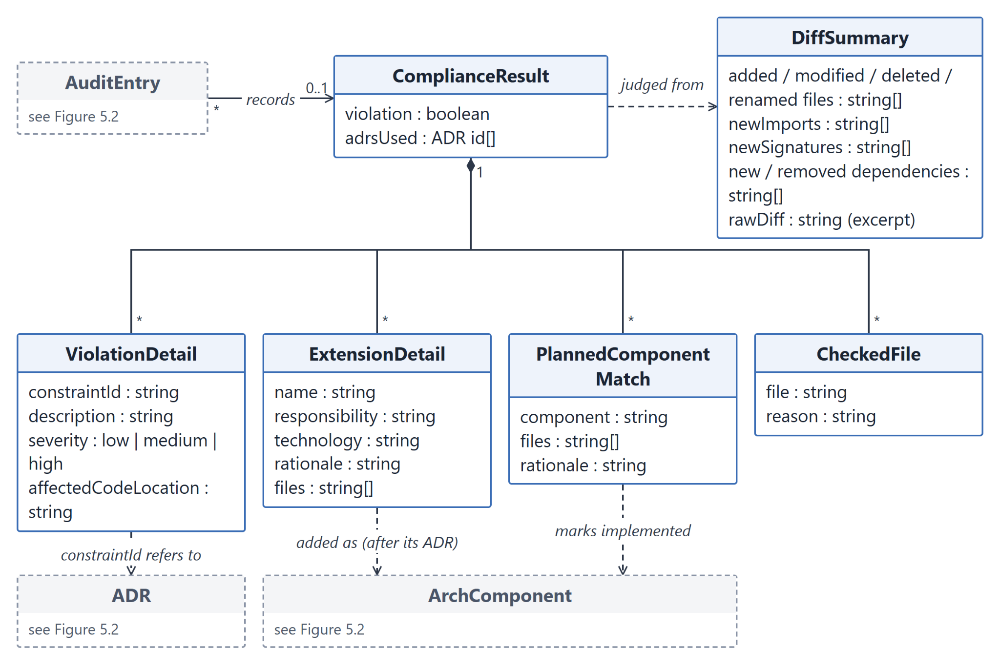 DiffSummary
added / modified / deleted /
renamed files : string[]
newImports : string[]
newSignatures : string[]
new / removed dependencies :
string[]
rawDiff : string (excerpt)
AuditEntry
see Figure 5.2
*
records
0..1
ComplianceResult
violation : boolean
adrsUsed : ADR id[]
judged from
1
*
*
*
*
ViolationDetail
constraintId : string
description : string
severity : low | medium |
high
affectedCodeLocation :
string
ExtensionDetail
name : string
responsibility : string
technology : string
rationale : string
files : string[]
PlannedComponent
Match
component : string
files : string[]
rationale : string
CheckedFile
file : string
reason : string
constraintId refers to
added as (after its ADR)
marks implemented
ADR
see Figure 5.2
ArchComponent
see Figure 5.2